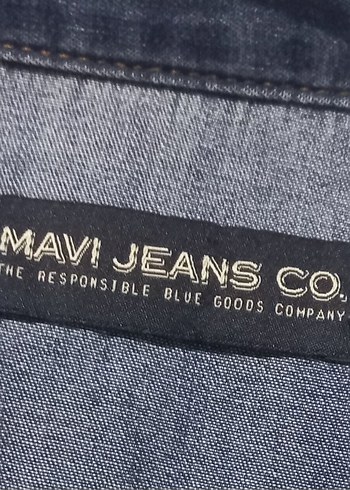 MAVI JEANS CO.
THE RESPONSIBLE BLUE GOODS COMPANY